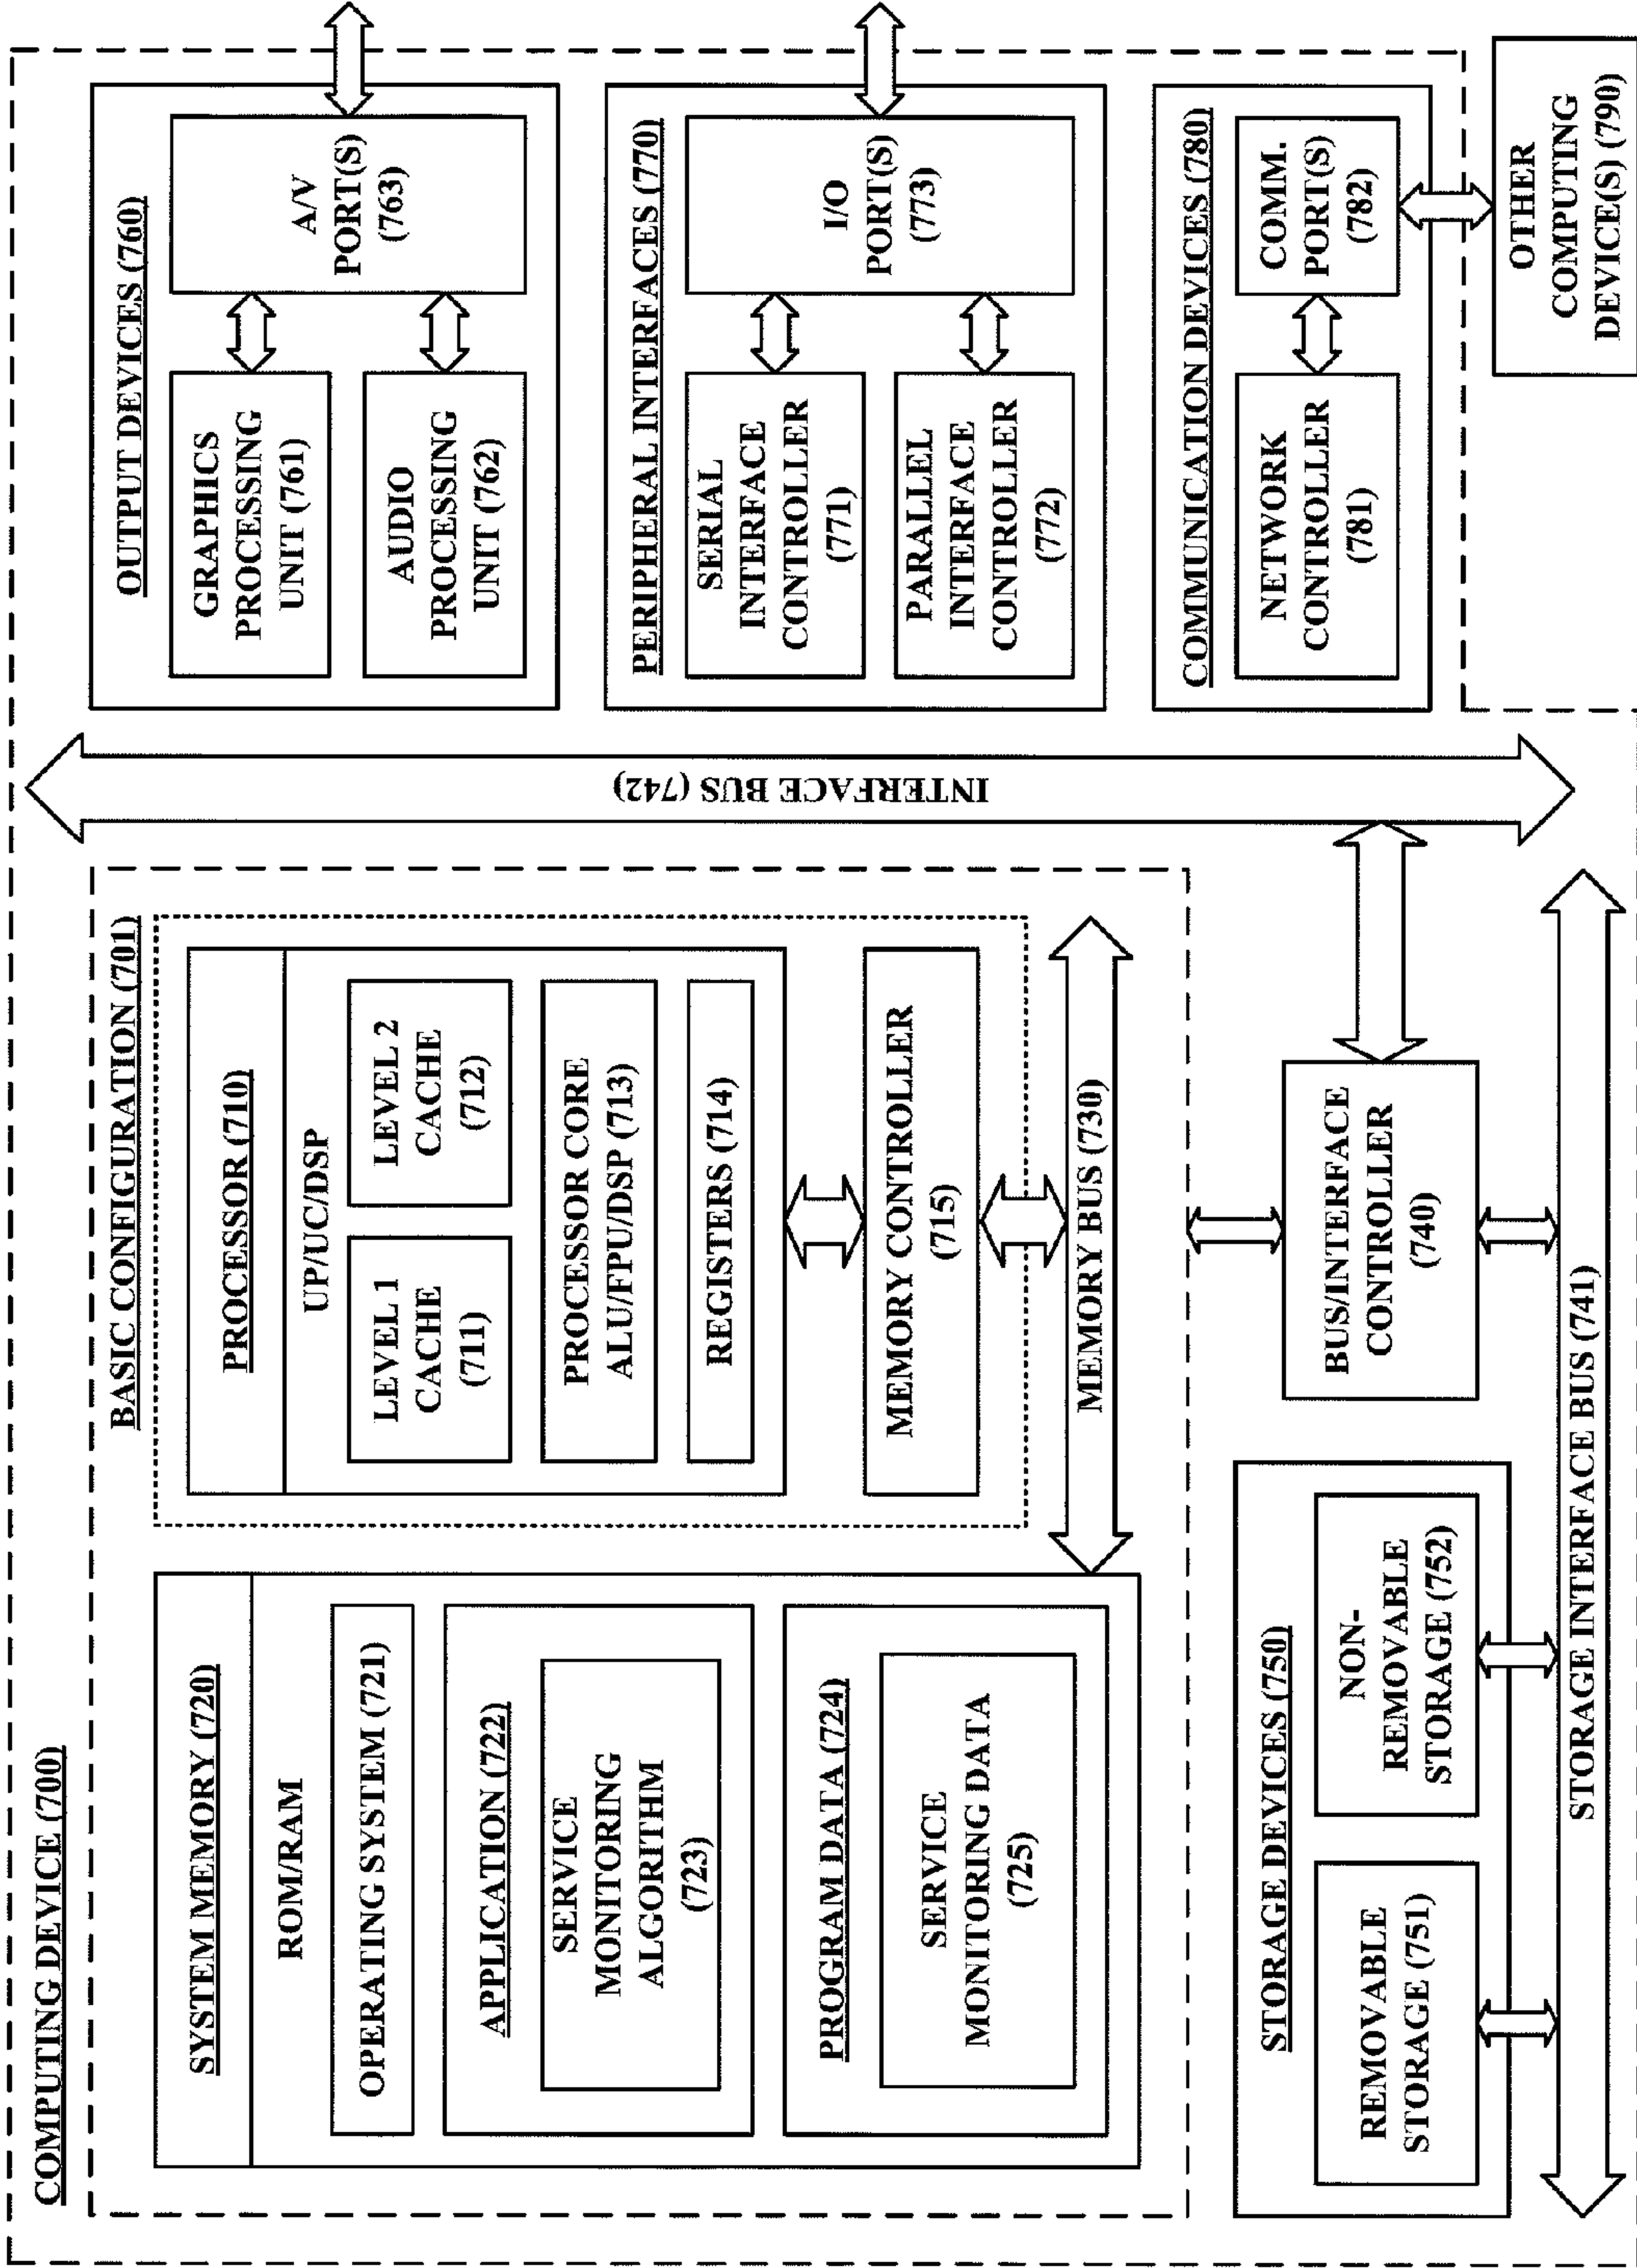 COMPUTING DEVICE (700)
BASIC CONFIGURATION (701)
SYSTEM MEMORY (720)
ROM/RAM
OPERATING SYSTEM (721)
APPLICATION (722)
SERVICE
MONITORING
ALGORITHM
(723)
PROGRAM DATA (724)
SERVICE
MONITORING DATA
(725)
PROCESSOR (710)
UP/UC/DSP
LEVEL 1
CACHE
(711)
LEVEL 2
CACHE
(712)
PROCESSOR CORE
ALU/FPU/DSP (713)
REGISTERS (714)
MEMORY CONTROLLER
(715)
MEMORY BUS (730)
BUS/INTERFACE
CONTROLLER
(740)
STORAGE DEVICES (750)
REMOVABLE
STORAGE (751)
NON-
REMOVABLE
STORAGE (752)
STORAGE INTERFACE BUS (741)
INTERFACE BUS (742)
OUTPUT DEVICES (760)
GRAPHICS
PROCESSING
UNIT (761)
AUDIO
PROCESSING
UNIT (762)
A/V
PORT(S)
(763)
PERIPHERAL INTERFACES (770)
SERIAL
INTERFACE
CONTROLLER
(771)
PARALLEL
INTERFACE
CONTROLLER
(772)
I/O
PORT(S)
(773)
COMMUNICATION DEVICES (780)
NETWORK
CONTROLLER
(781)
COMM.
PORT(S)
(782)
OTHER
COMPUTING
DEVICE(S) (790)